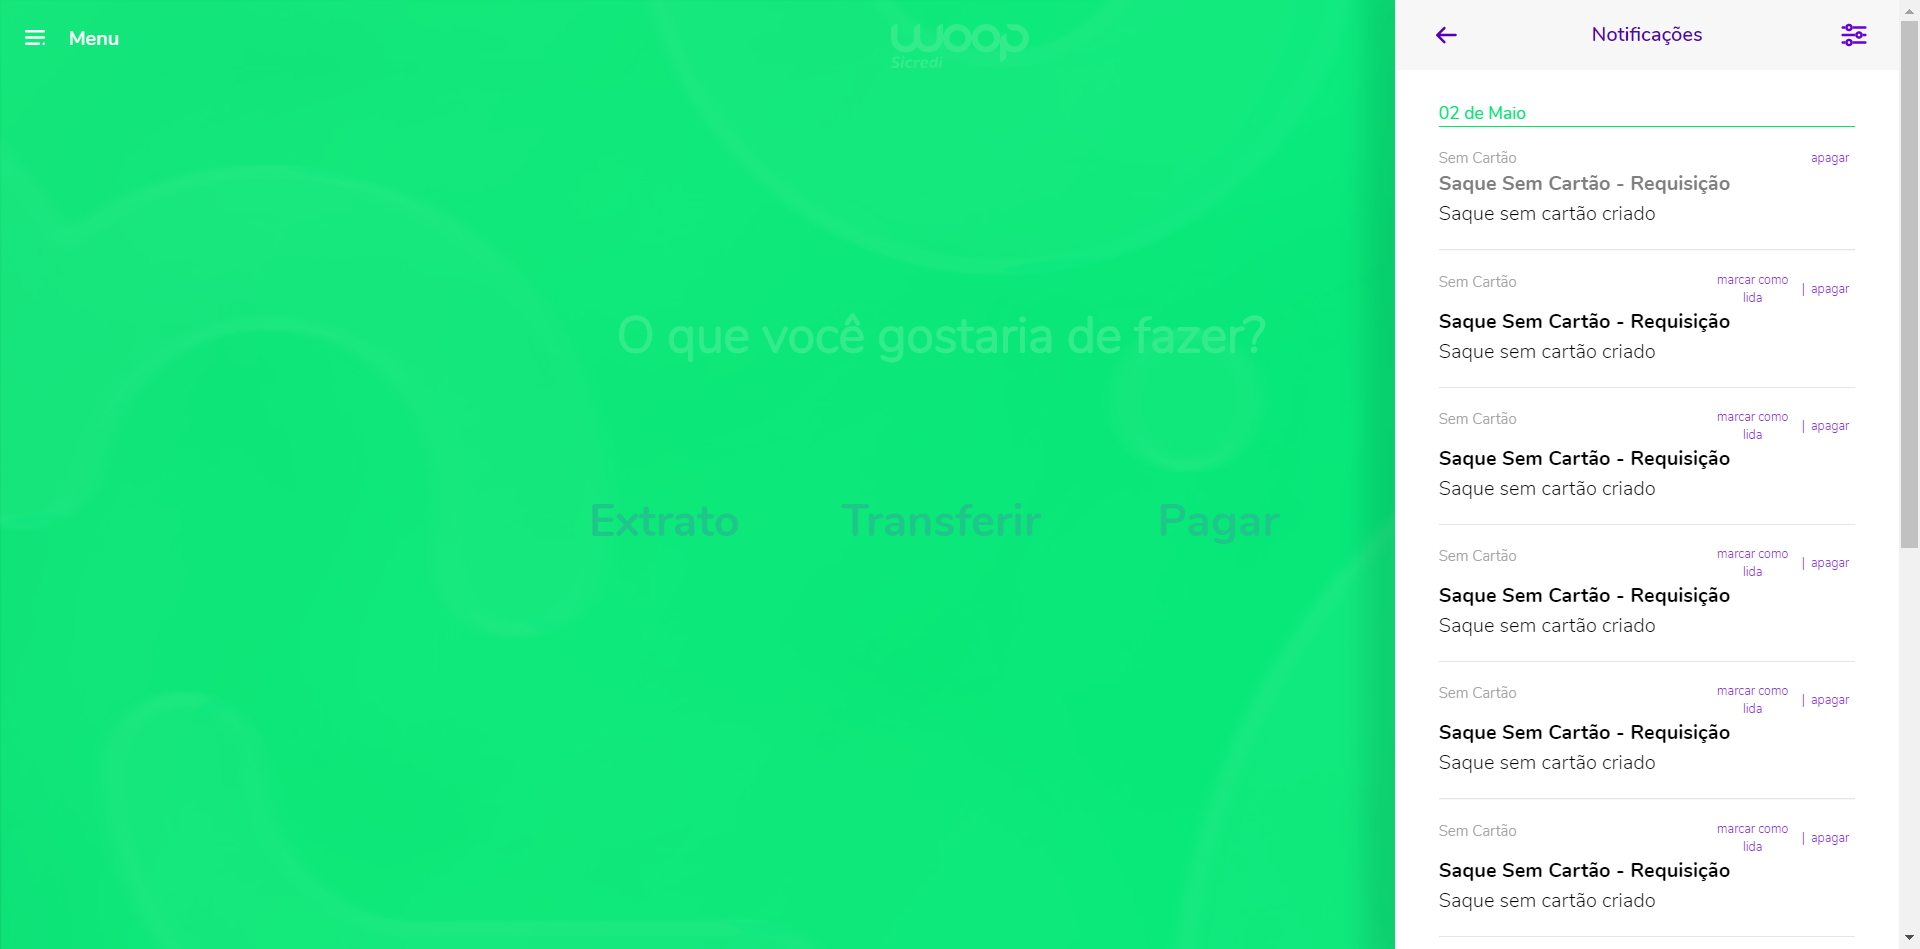 Menu
woop
Sicredi
O que você gostaria de fazer?
Extrato
Transferir
Pagar
Notificações
02 de Maio
Sem Cartão
apagar
Saque Sem Cartão - Requisição
Saque sem cartão criado
Sem Cartão
marcar como
lida
| apagar
Saque Sem Cartão - Requisição
Saque sem cartão criado
Sem Cartão
marcar como
lida
| apagar
Saque Sem Cartão - Requisição
Saque sem cartão criado
Sem Cartão
marcar como
lida
| apagar
Saque Sem Cartão - Requisição
Saque sem cartão criado
Sem Cartão
marcar como
lida
| apagar
Saque Sem Cartão - Requisição
Saque sem cartão criado
Sem Cartão
marcar como
lida
| apagar
Saque Sem Cartão - Requisição
Saque sem cartão criado